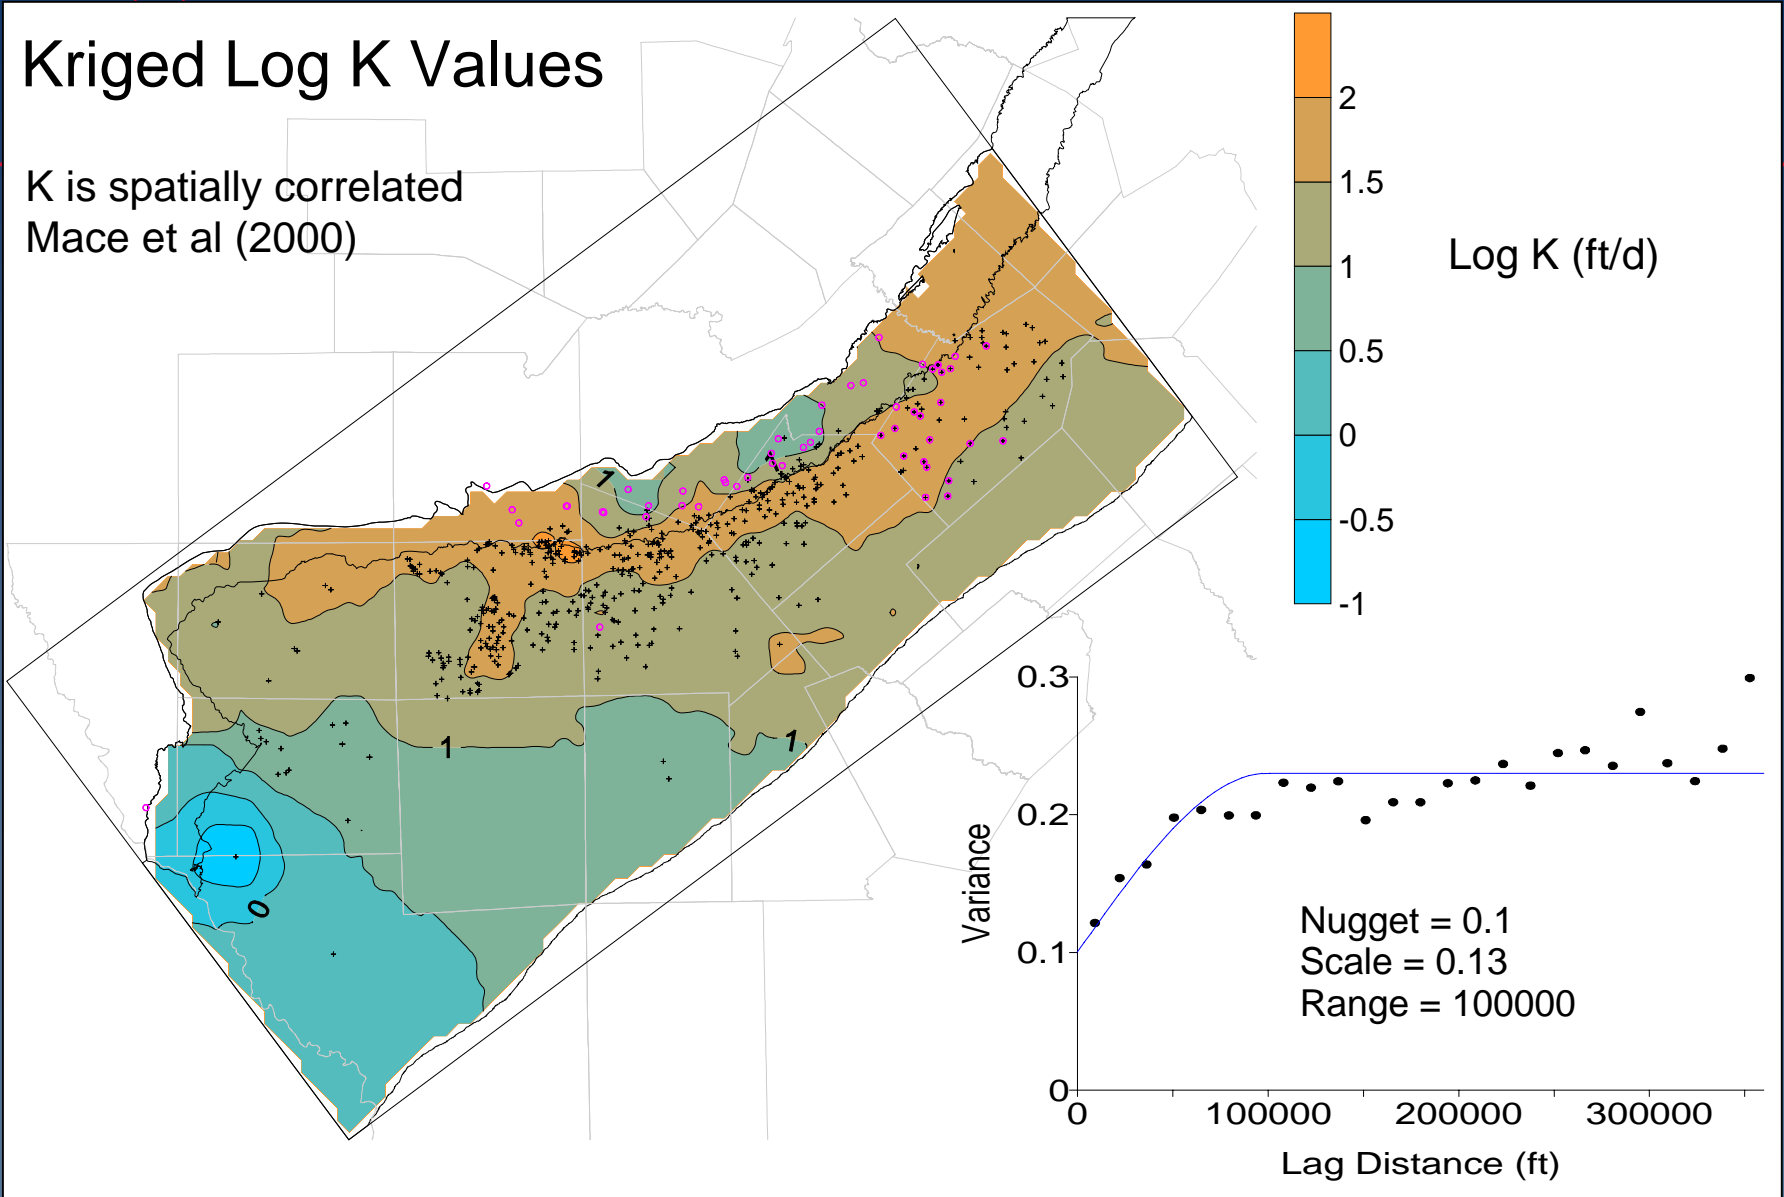 Kriged Log K Values
K is spatially correlated
Mace et al (2000)
2
1.5
1
0.5
0
-0.5
-1
Log K (ft/d)
1
1
1
0
0.3
0.2
0.1
0
Variance
Nugget = 0.1
Scale = 0.13
Range = 100000
0
100000
200000
300000
Lag Distance (ft)